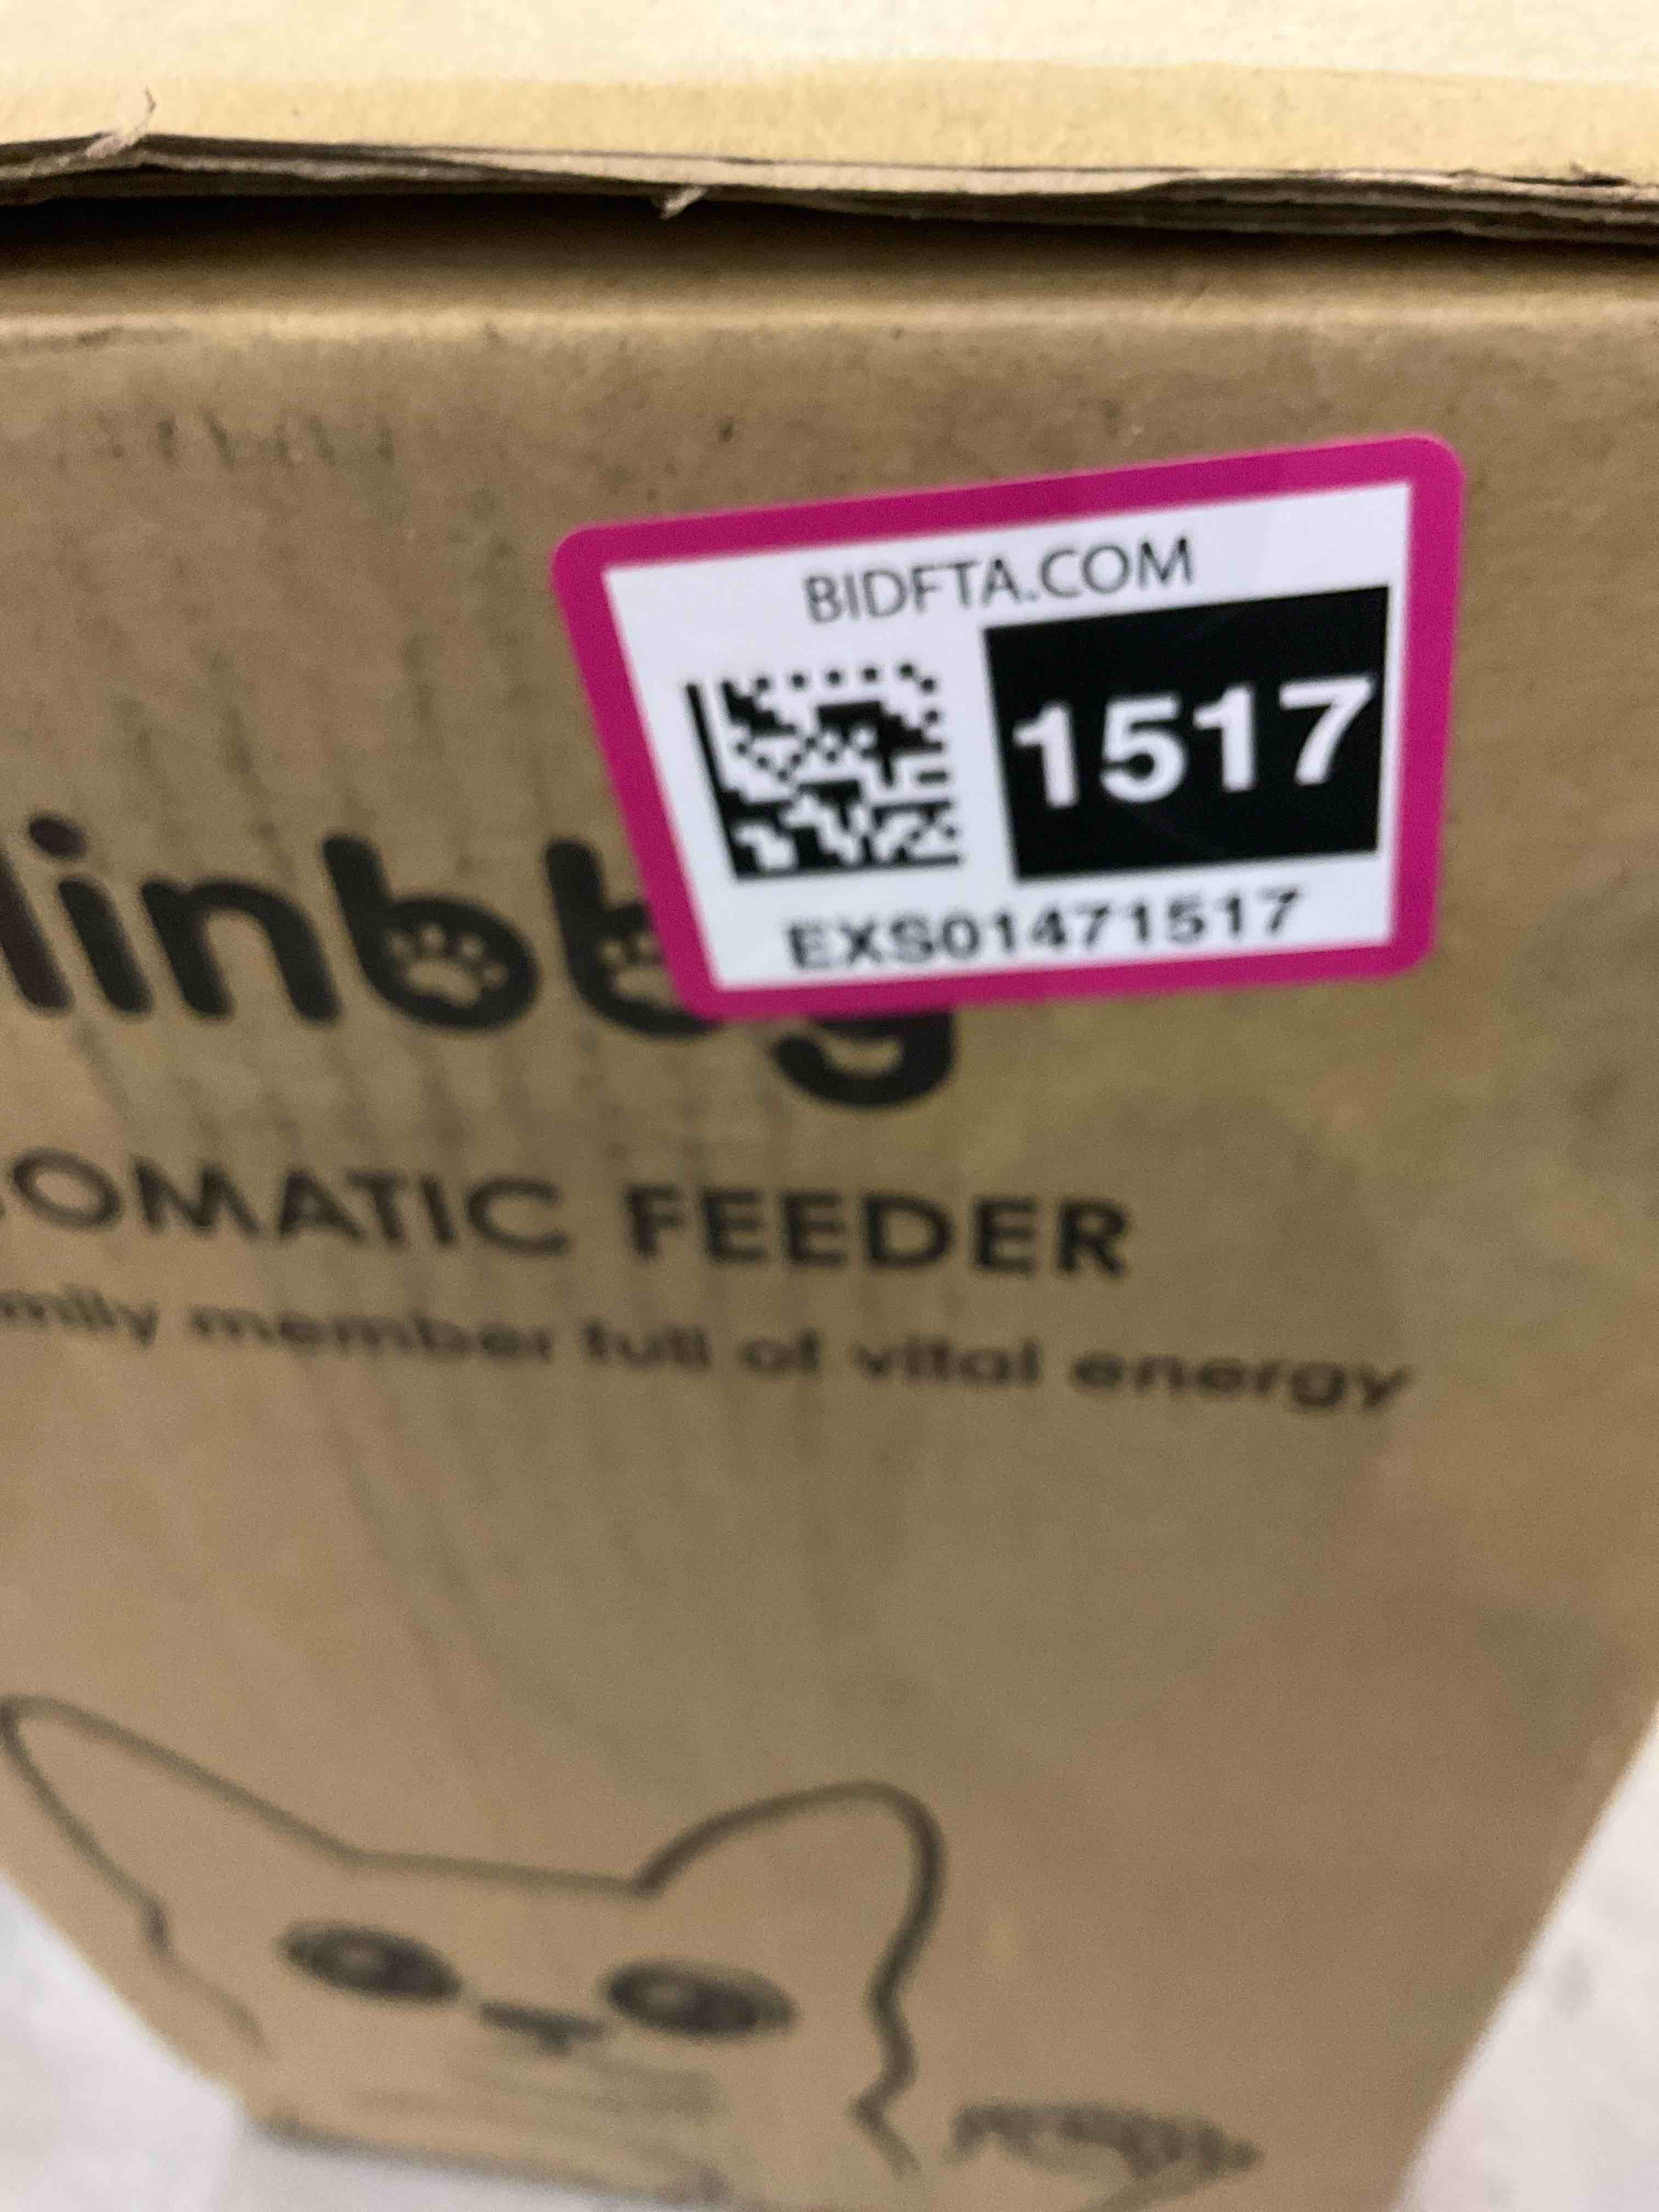 BIDFTA.COM
1517
EXS01471517
OMATIC FEEDER
mily member full of vital energy